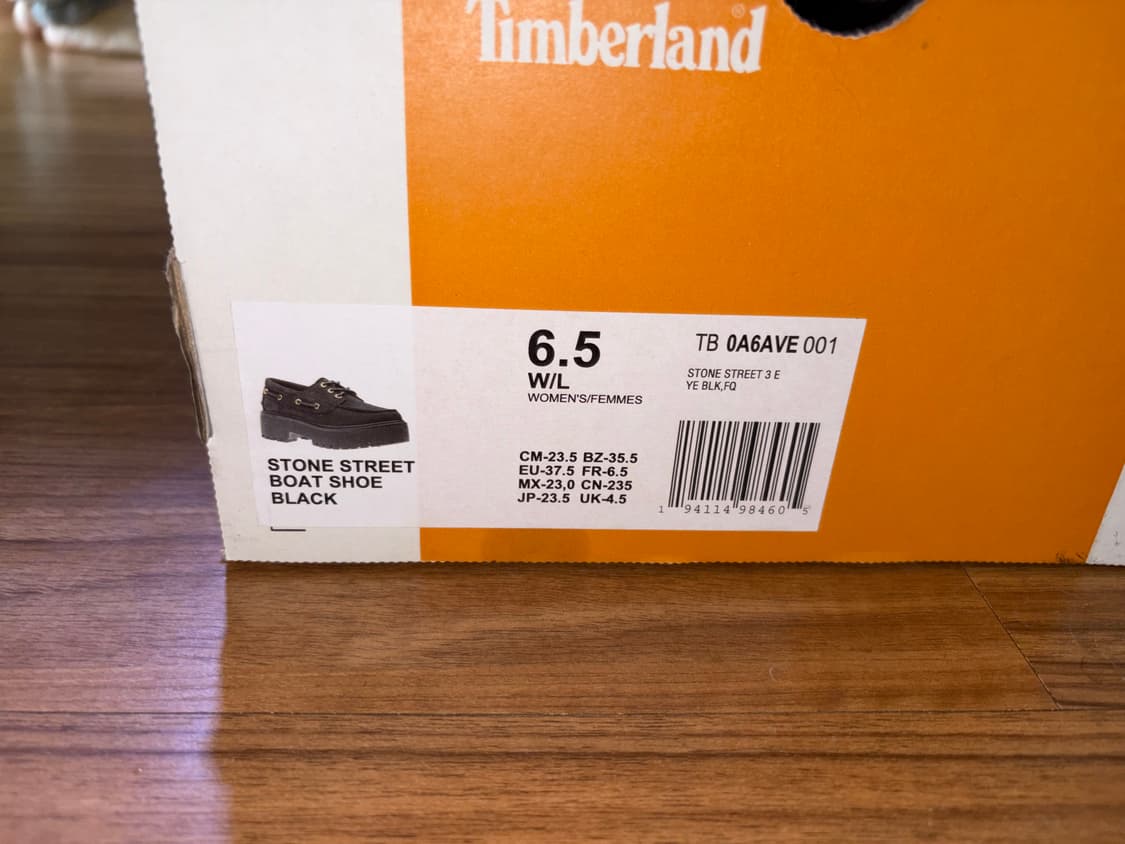 Timberland®
6.5
W/L
WOMEN'S/FEMMES
TB 0A6AVE 001
STONE STREET 3 E
YE BLK,FQ
STONE STREET
BOAT SHOE
BLACK
CM-23.5 BZ-35.5
EU-37.5 FR-6.5
MX-23,0 CN-235
JP-23.5 UK-4.5
1 94114 98460 5